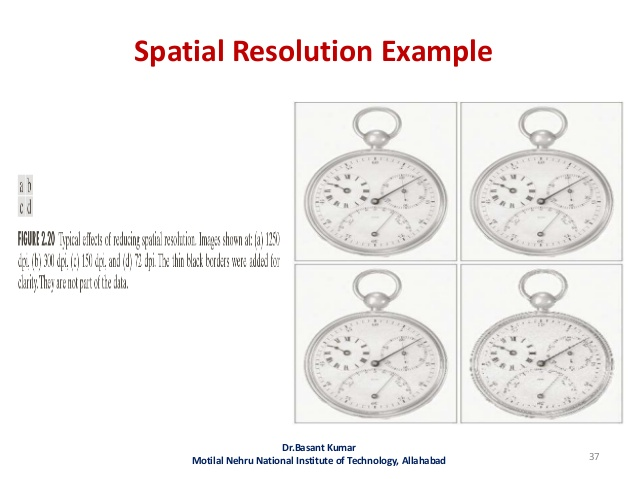 Spatial Resolution Example
a b
c d
FIGURE 2.20 Typical effects of reducing spatial resolution. Images shown at: (a) 1250
dpi, (b) 300 dpi, (c) 150 dpi, and (d) 72 dpi. The thin black borders were added for
clarity. They are not part of the data.
Dr.Basant Kumar
Motilal Nehru National Institute of Technology, Allahabad
37